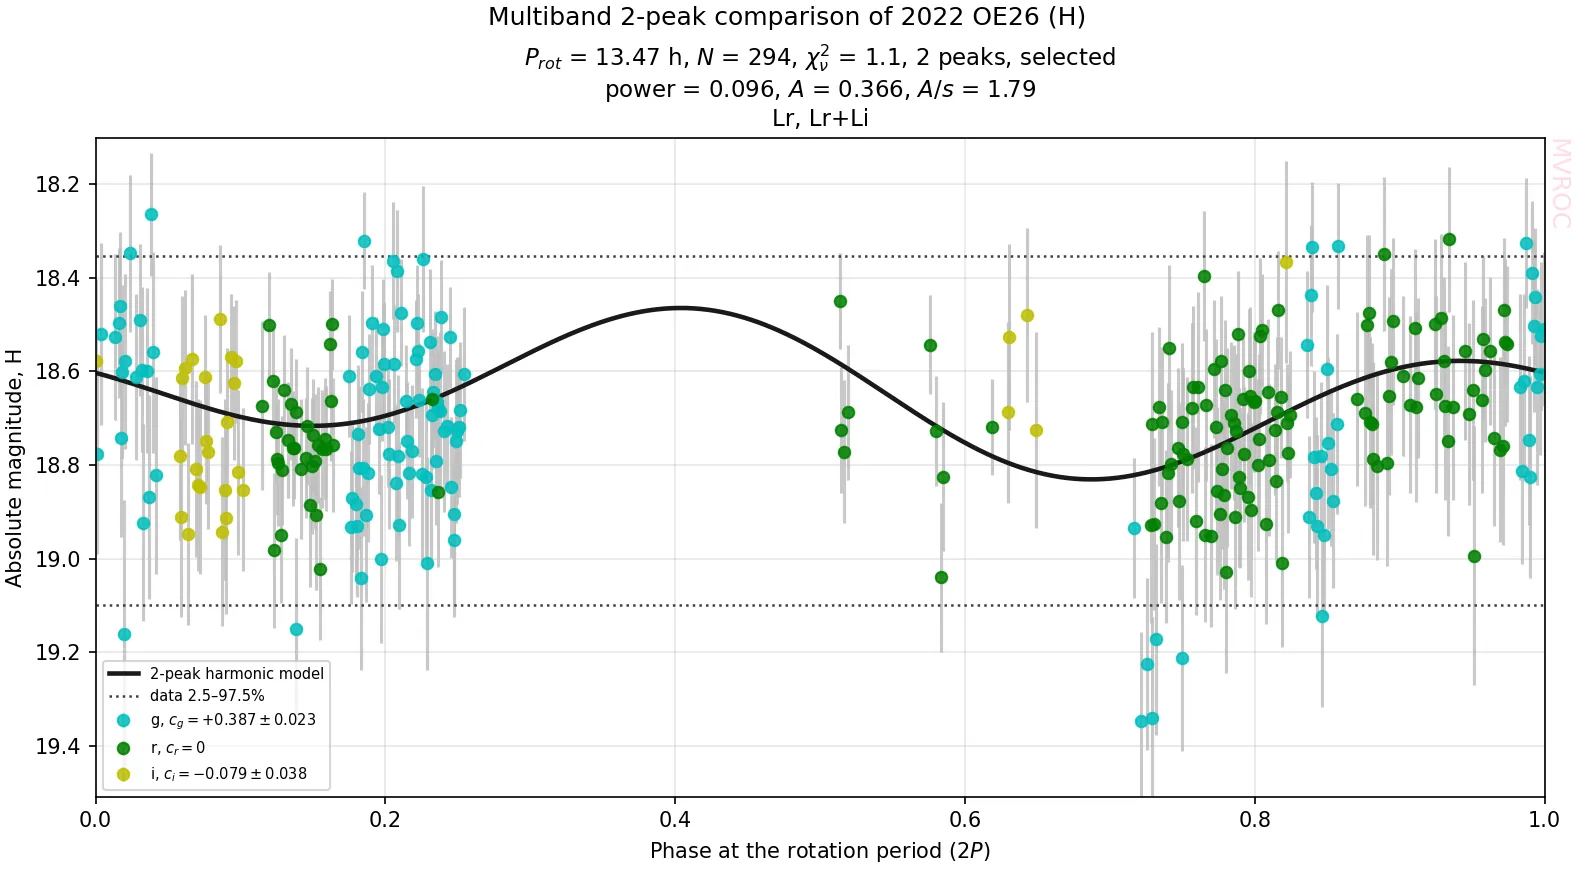 Multiband 2-peak comparison of 2022 OE26 (H)
P_rot = 13.47 h, N = 294, χ²_ν = 1.1, 2 peaks, selected
power = 0.096, A = 0.366, A/s = 1.79
Lr, Lr+Li
MVROC
Absolute magnitude, H
18.2
18.4
18.6
18.8
19.0
19.2
19.4
2-peak harmonic model
data 2.5–97.5%
g, c_g = +0.387 ± 0.023
r, c_r = 0
i, c_i = −0.079 ± 0.038
0.0 0.2 0.4 0.6 0.8 1.0
Phase at the rotation period (2P)